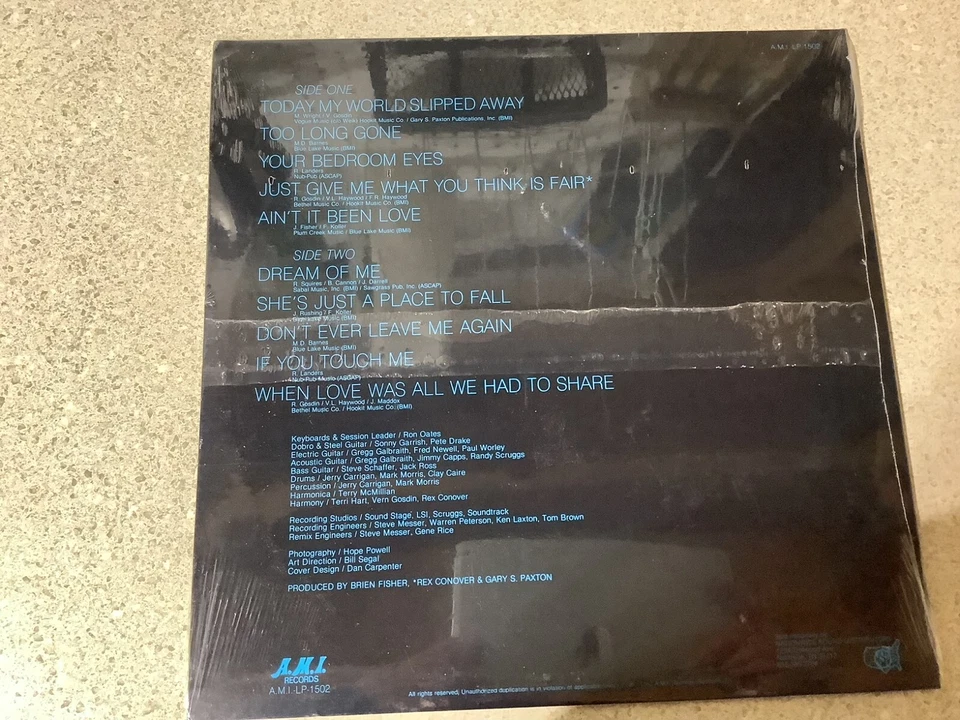 A.M.I. LP-1502
SIDE ONE
TODAY MY WORLD SLIPPED AWAY
M. Wright / V. Gosdin
Vogue Music (c/o Welk) Hookit Music Co. / Gary S. Paxton Publications, Inc. (BMI)
TOO LONG GONE
M.D. Barnes
Blue Lake Music (BMI)
YOUR BEDROOM EYES
R. Landers
Nub-Pub (ASCAP)
JUST GIVE ME WHAT YOU THINK IS FAIR*
R. Gosdin / V.L. Haywood / F.R. Haywood
Bethel Music Co. / Hookit Music Co. (BMI)
AIN'T IT BEEN LOVE
J. Fisher / F. Koller
Plum Creek Music / Blue Lake Music (BMI)
SIDE TWO
DREAM OF ME
R. Squires / B. Cannon / J. Darrell
Sabal Music, Inc. (BMI) / Sawgrass Pub, Inc. (ASCAP)
SHE'S JUST A PLACE TO FALL
J. Rushing / F. Koller
Music (BMI)
DON'T EVER LEAVE ME AGAIN
M.D. Barnes
Blue Lake Music (BMI)
IF YOU TOUCH ME
R. Landers
Nub-Pub Music (ASCAP)
WHEN LOVE WAS ALL WE HAD TO SHARE
R. Gosdin / V.L. Haywood / J. Maddox
Bethel Music Co. / Hookit Music Co. (BMI)
Keyboards & Session Leader / Ron Oates
Dobro & Steel Guitar / Sonny Garrish, Pete Drake
Electric Guitar / Gregg Galbraith, Fred Newell, Paul Worley
Acoustic Guitar / Gregg Galbraith, Jimmy Capps, Randy Scruggs
Bass Guitar / Steve Schaffer, Jack Ross
Drums / Jerry Carrigan, Mark Morris, Clay Caire
Percussion / Jerry Carrigan, Mark Morris
Harmonica / Terry McMillian
Harmony / Terri Hart, Vern Gosdin, Rex Conover
Recording Studios / Sound Stage, LSI, Scruggs, Soundtrack
Recording Engineers / Steve Messer, Warren Peterson, Ken Laxton, Tom Brown
Remix Engineers / Steve Messer, Gene Rice
Photography / Hope Powell
Art Direction / Bill Segal
Cover Design / Dan Carpenter
PRODUCED BY BRIEN FISHER, *REX CONOVER & GARY S. PAXTON
A.M.I.
RECORDS
A.M.I. LP-1502
All rights reserved, Unauthorized duplication is in violation of